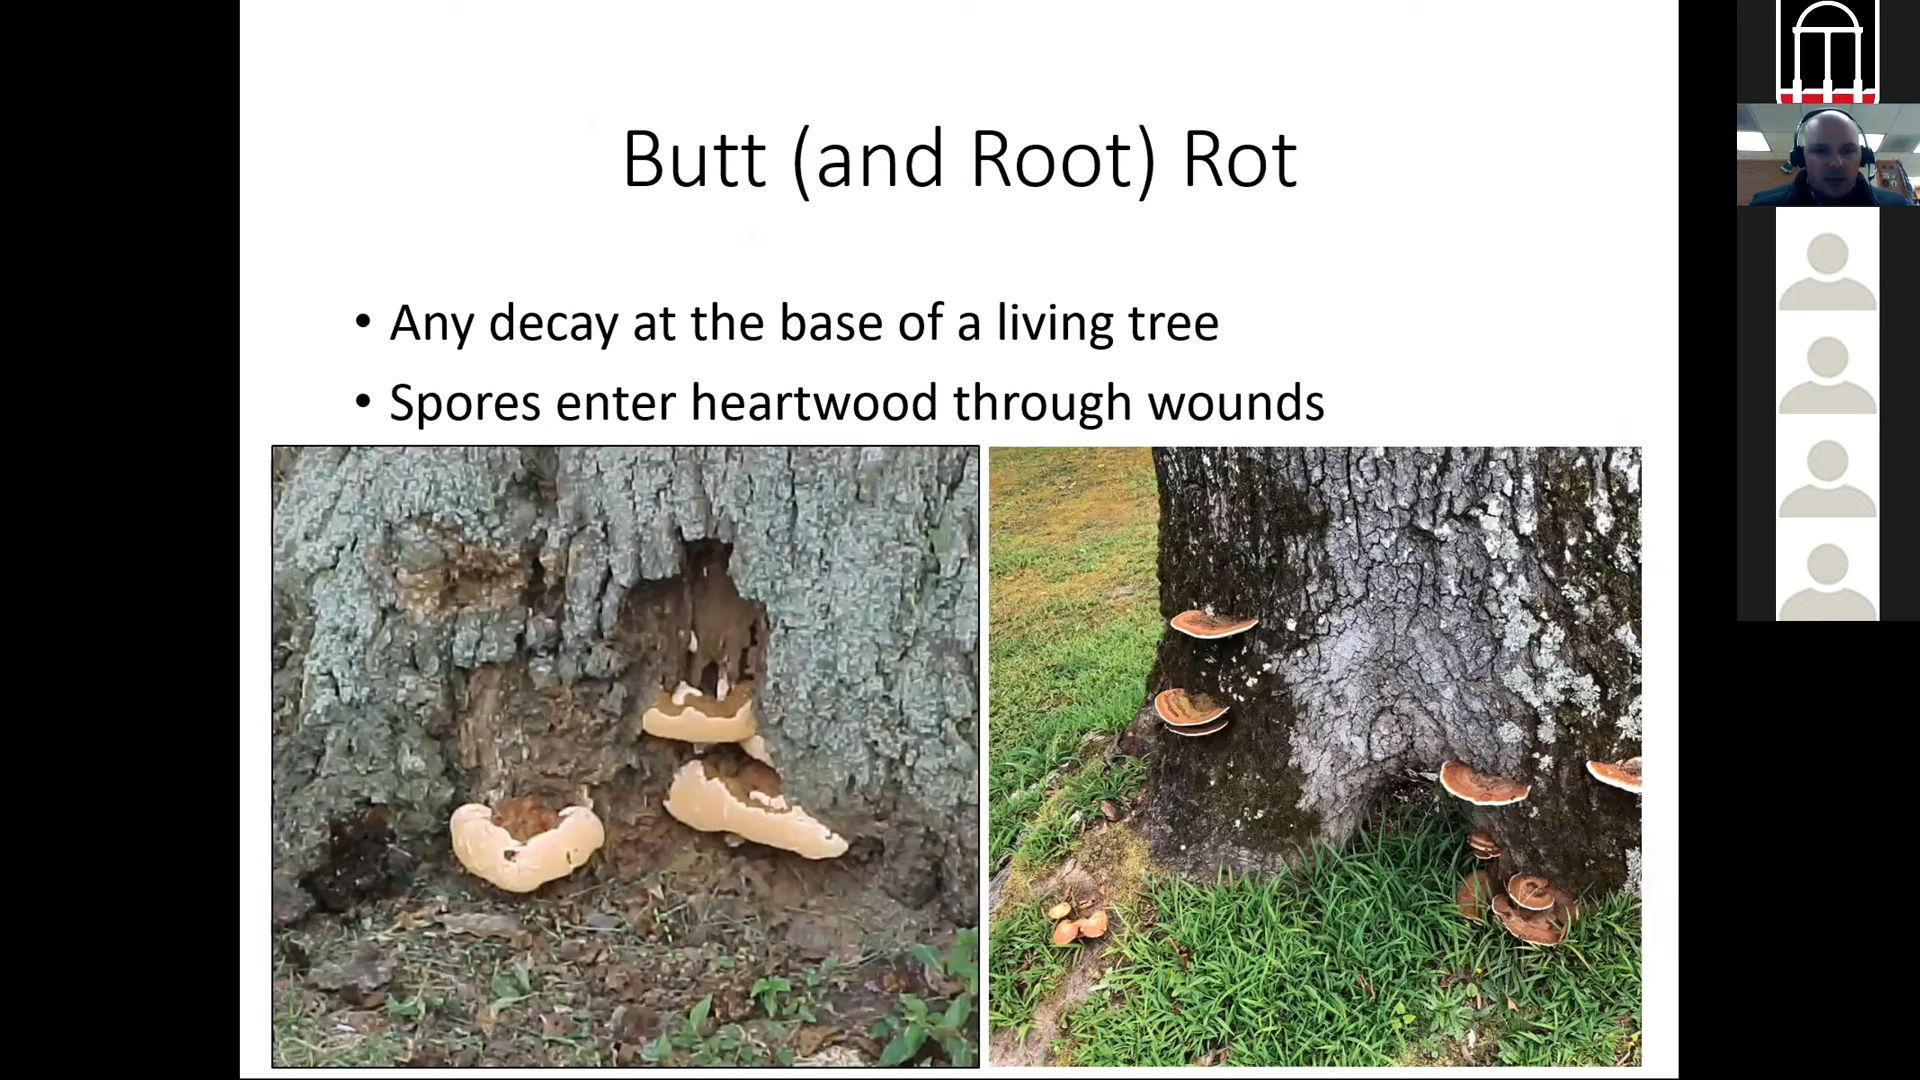 Butt (and Root) Rot
• Any decay at the base of a living tree
• Spores enter heartwood through wounds